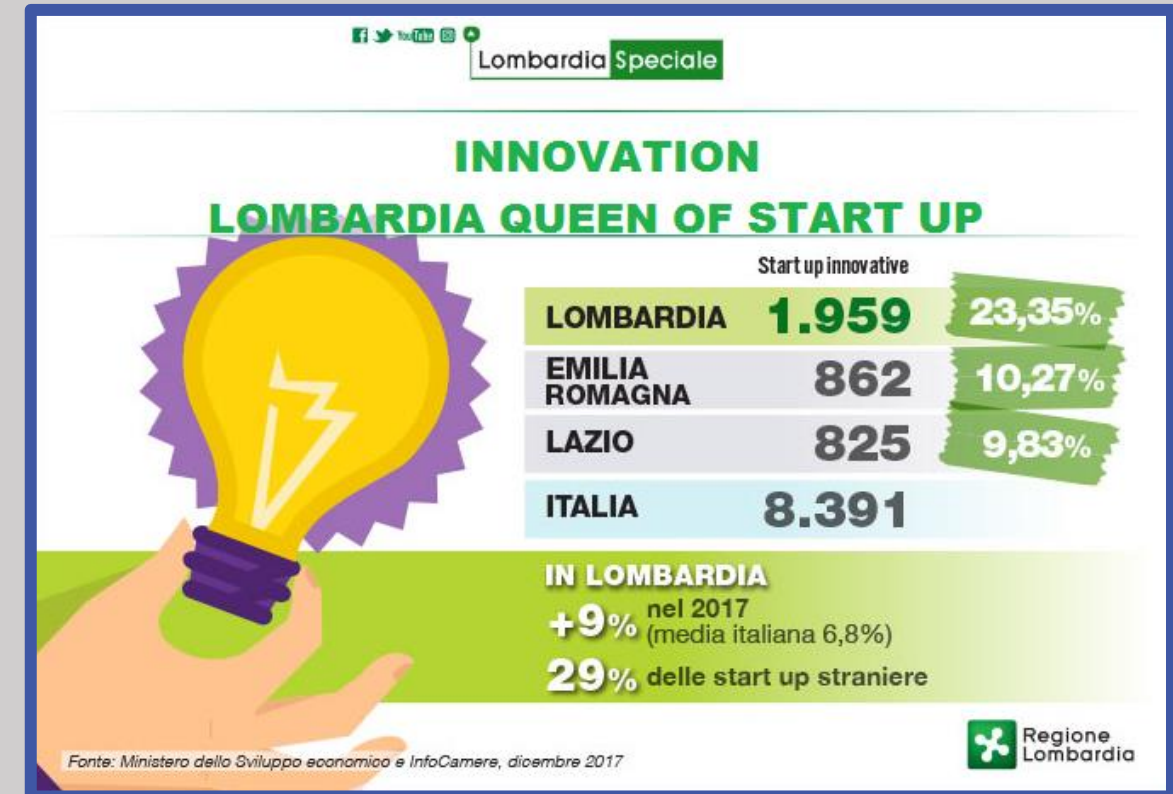 You Tube
Lombardia Speciale
INNOVATION
LOMBARDIA QUEEN OF START UP
Start up innovative
LOMBARDIA 1.959 23,35%
EMILIA ROMAGNA 862 10,27%
LAZIO 825 9,83%
ITALIA 8.391
IN LOMBARDIA
+9% nel 2017
(media italiana 6,8%)
29% delle start up straniere
Fonte: Ministero dello Sviluppo economico e InfoCamere, dicembre 2017
Regione
Lombardia